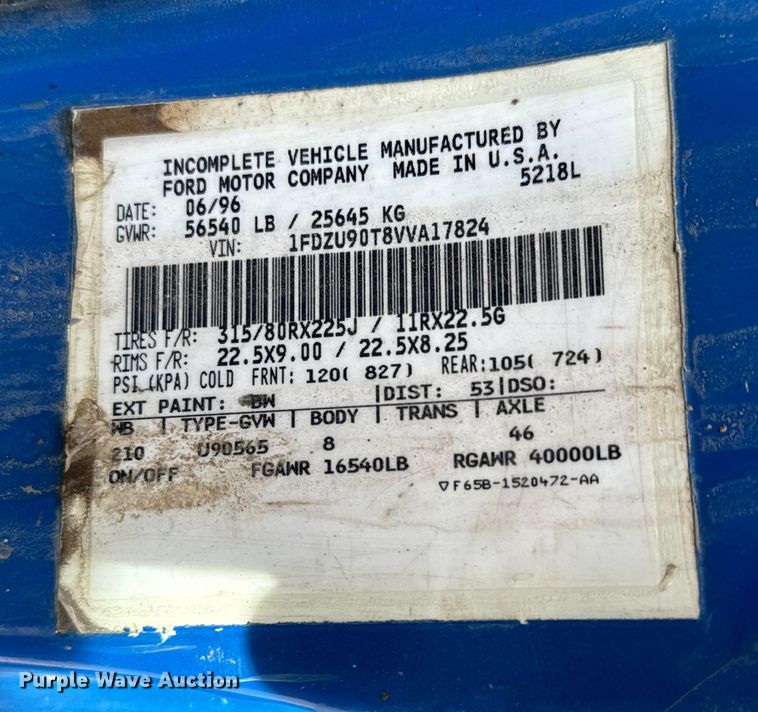 INCOMPLETE VEHICLE MANUFACTURED BY
FORD MOTOR COMPANY MADE IN U.S.A.
5218L
DATE: 06/96
GVWR: 56540 LB / 25645 KG
VIN: 1FDZU90T8VVA17824
TIRES F/R: 315/80RX225J / 11RX22.5G
RIMS F/R: 22.5X9.00 / 22.5X8.25
PSI (KPA) COLD FRNT: 120( 827) REAR: 105( 724)
EXT PAINT: BW |DIST: 53|DSO:
WB | TYPE-GVW | BODY | TRANS | AXLE
210 U90565 8 46
ON/OFF FGAWR 16540LB RGAWR 40000LB
▽F65B-1520472-AA
Purple Wave Auction